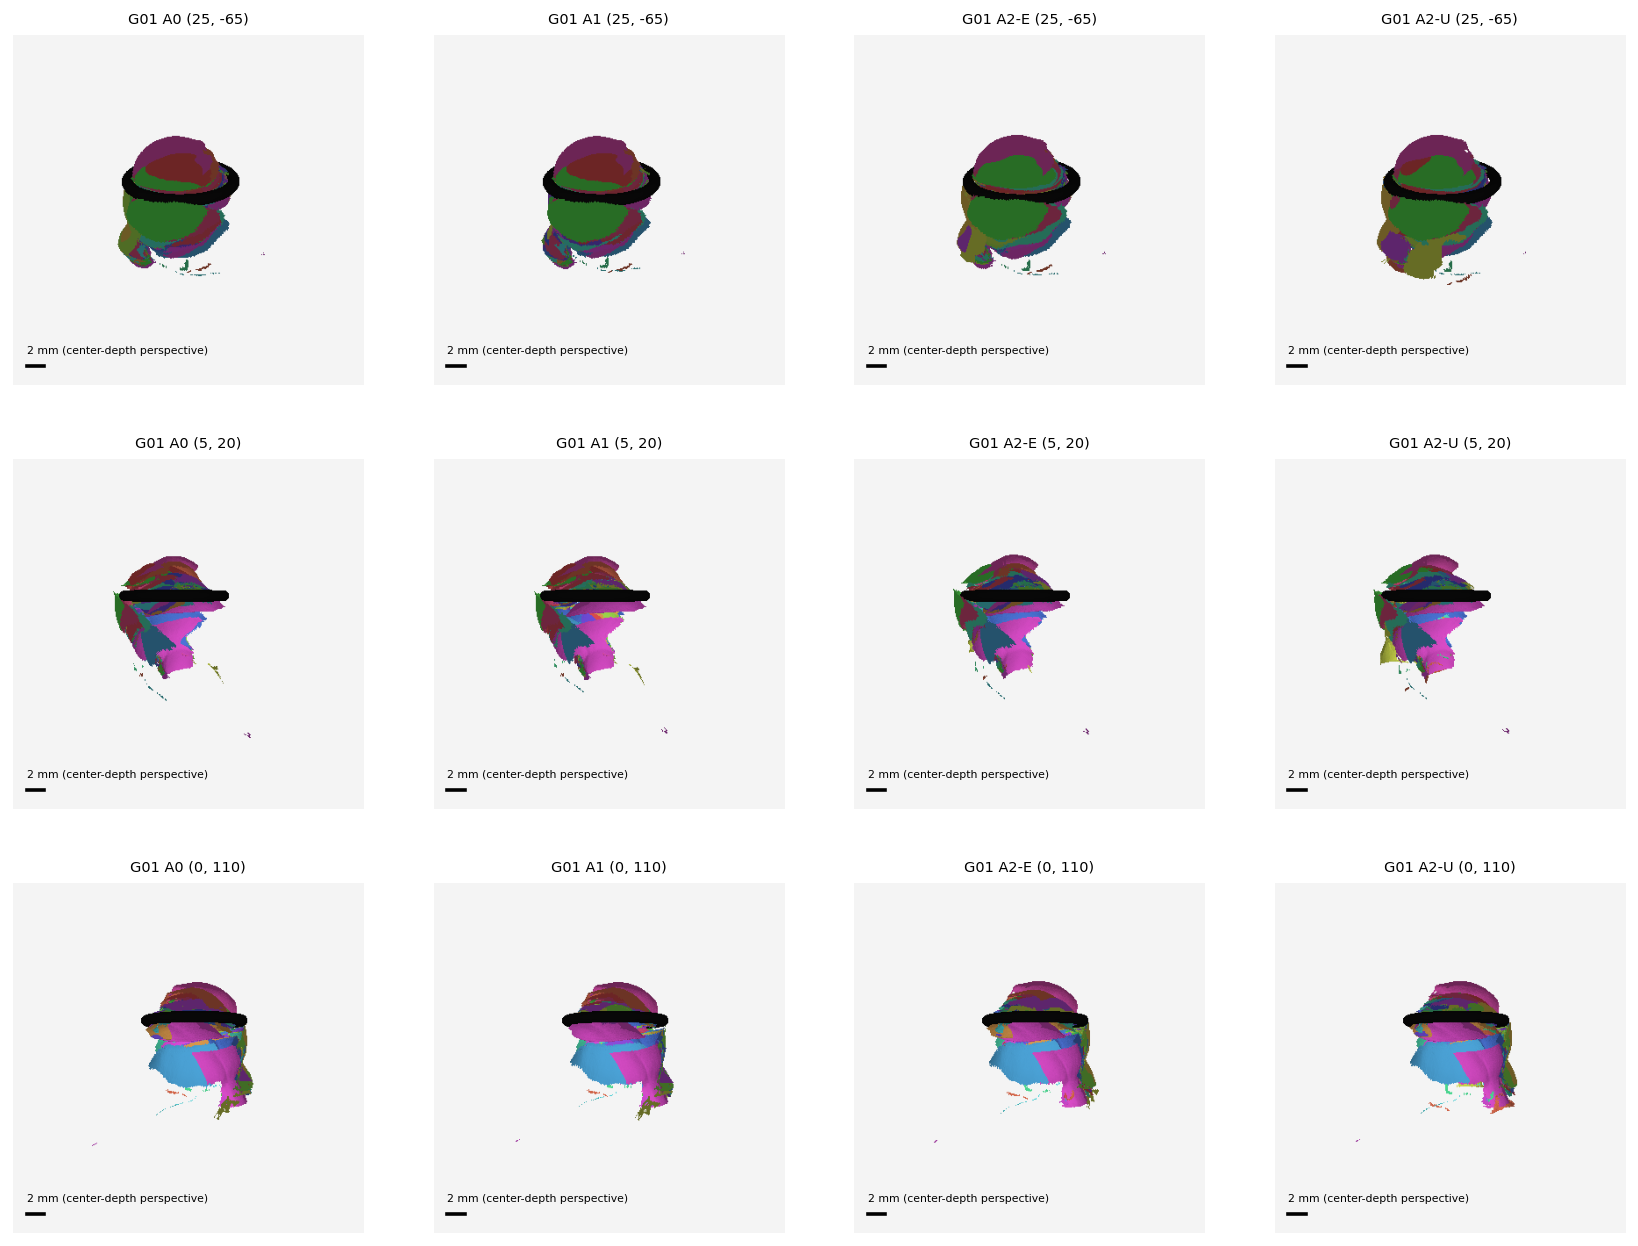 G01 A0 (25, -65)
G01 A1 (25, -65)
G01 A2-E (25, -65)
G01 A2-U (25, -65)
2 mm (center-depth perspective)
2 mm (center-depth perspective)
2 mm (center-depth perspective)
2 mm (center-depth perspective)
G01 A0 (5, 20)
G01 A1 (5, 20)
G01 A2-E (5, 20)
G01 A2-U (5, 20)
2 mm (center-depth perspective)
2 mm (center-depth perspective)
2 mm (center-depth perspective)
2 mm (center-depth perspective)
G01 A0 (0, 110)
G01 A1 (0, 110)
G01 A2-E (0, 110)
G01 A2-U (0, 110)
2 mm (center-depth perspective)
2 mm (center-depth perspective)
2 mm (center-depth perspective)
2 mm (center-depth perspective)